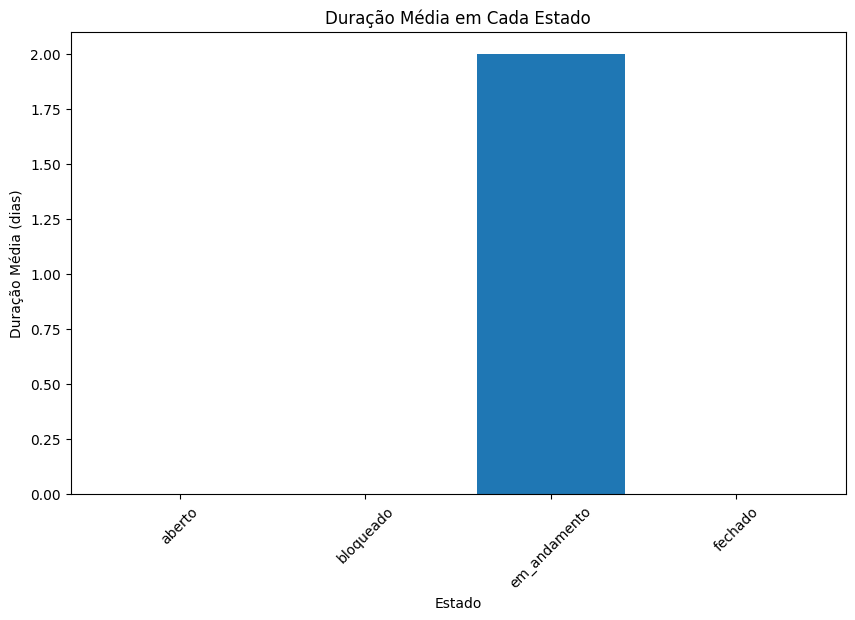 Duração Média em Cada Estado
Duração Média (dias)
2.00
1.75
1.50
1.25
1.00
0.75
0.50
0.25
0.00
aberto
bloqueado
em_andamento
fechado
Estado